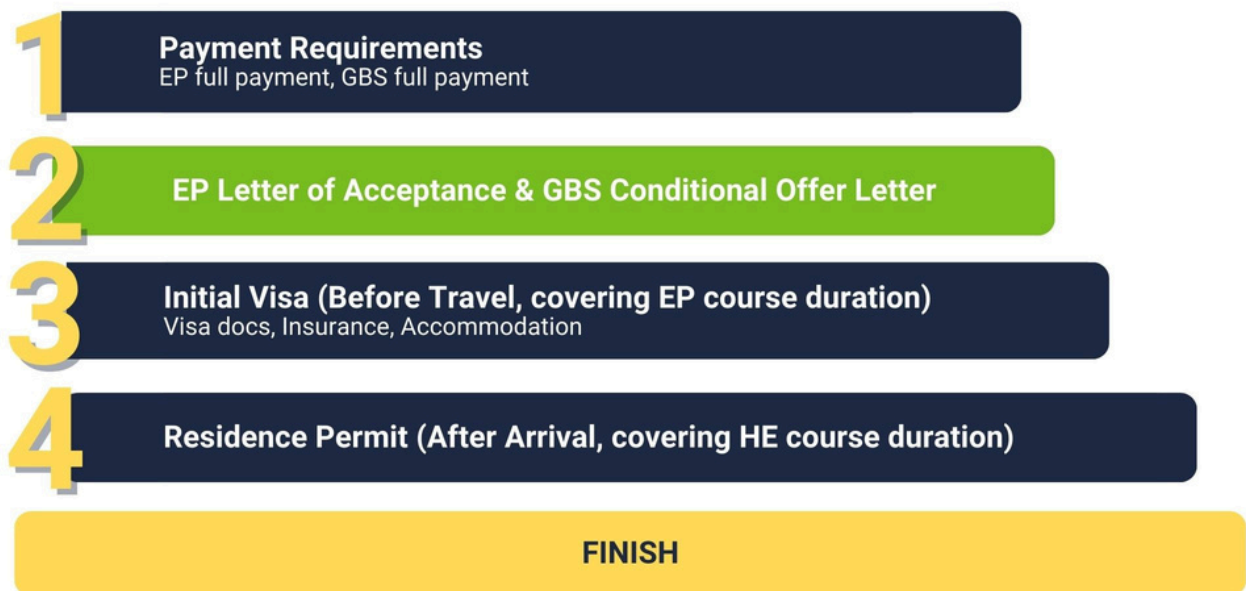 1
Payment Requirements
EP full payment, GBS full payment
2
EP Letter of Acceptance & GBS Conditional Offer Letter
3
Initial Visa (Before Travel, covering EP course duration)
Visa docs, Insurance, Accommodation
4
Residence Permit (After Arrival, covering HE course duration)
FINISH